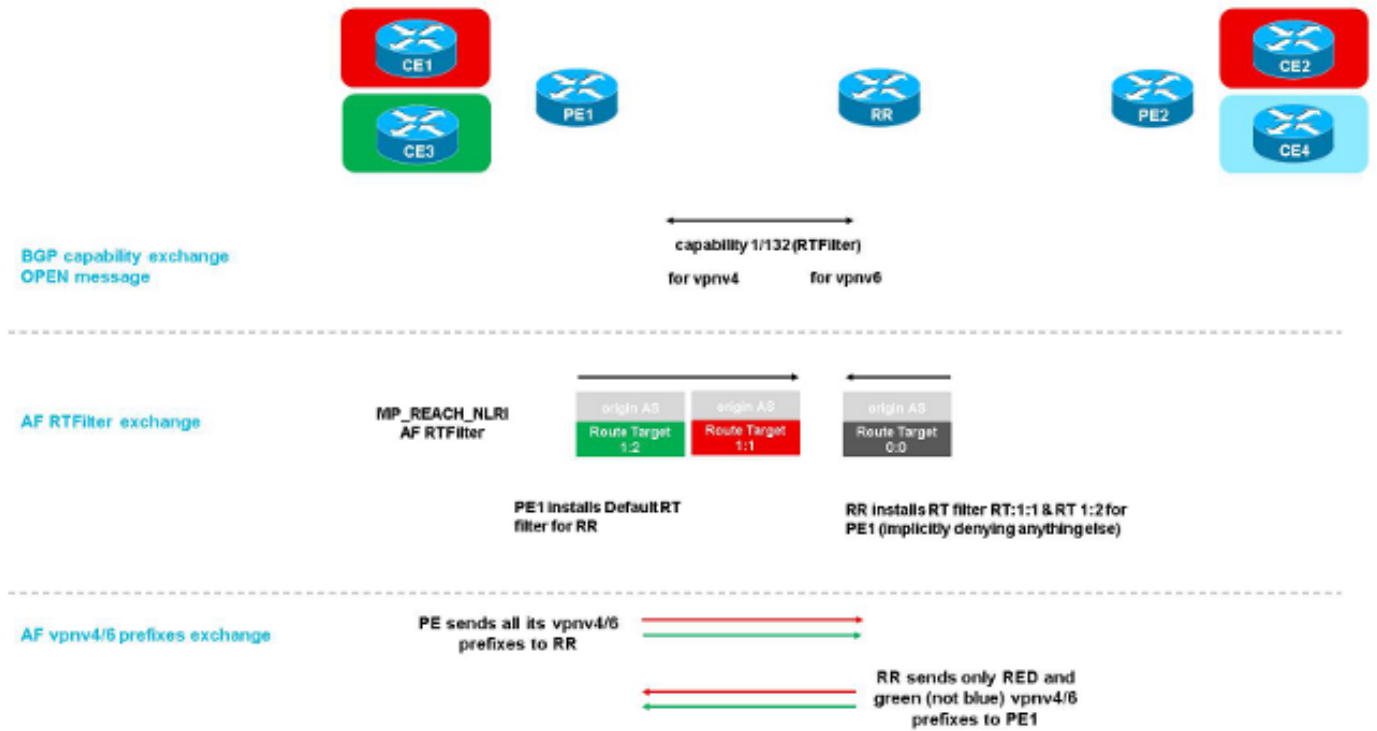 CE1
CE2
PE1
RR
PE2
CE3
CE4
capability 1/132 (RTFilter)
BGP capability exchange
OPEN message
for vpnv4
for vpnv6
AF RTFilter exchange
MP_REACH_NLRI
AF RTFilter
origin AS
Route Target
1:2
origin AS
Route Target
1:1
origin AS
Route Target
0:0
PE1 installs Default RT
filter for RR
RR installs RT filter RT:1:1 & RT 1:2 for
PE1 (implicitly denying anything else)
AF vpnv4/6 prefixes exchange
PE sends all its vpnv4/6
prefixes to RR
RR sends only RED and
green (not blue) vpnv4/6
prefixes to PE1